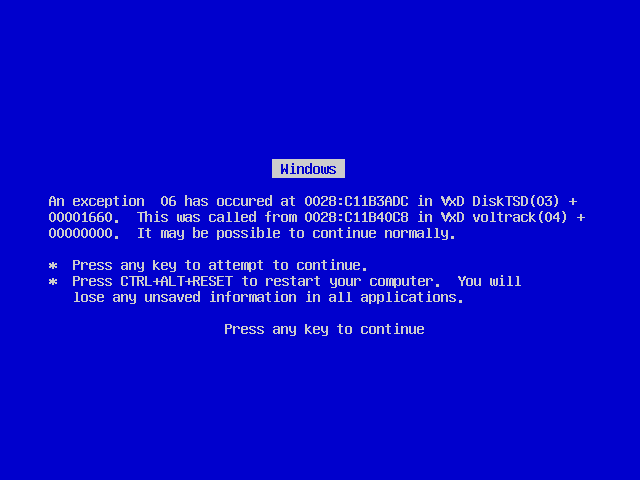 Windows
An exception  06 has occured at 0028:C11B3ADC in VxD DiskTSD(03) +
00001660.  This was called from 0028:C11B40C8 in VxD voltrack(04) +
00000000.  It may be possible to continue normally.
*  Press any key to attempt to continue.
*  Press CTRL+ALT+RESET to restart your computer.  You will
lose any unsaved information in all applications.
Press any key to continue